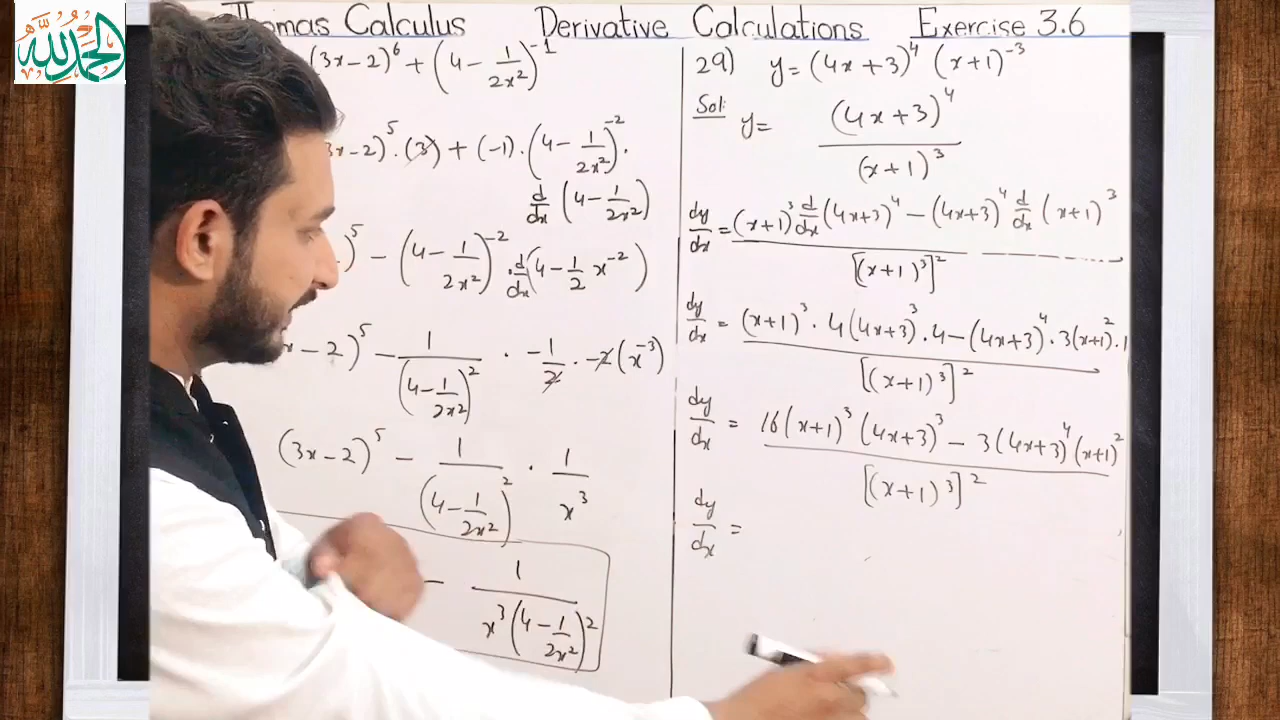 الحمد لله
Thomas Calculus Derivative Calculations Exercise 3.6
(3x-2)^6 + (4 - 1/2x^2)^-1
x-2)^5 · (3) + (-1) · (4 - 1/2x^2)^-2 ·
d/dx (4 - 1/2x^2)
)^5 - (4 - 1/2x^2)^-2 · d/dx (4 - 1/2 x^-2)
x-2)^5 - 1/(4 - 1/2x^2)^2 · -1/2 · -2(x^-3)
(3x-2)^5 - 1/(4 - 1/2x^2)^2 · 1/x^3
- 1/x^3(4 - 1/2x^2)^2
29) y = (4x+3)^4 (x+1)^-3
Sol: y = (4x+3)^4/(x+1)^3
dy/dx = (x+1)^3 d/dx (4x+3)^4 - (4x+3)^4 d/dx (x+1)^3 / [(x+1)^3]^2
dy/dx = (x+1)^3 · 4(4x+3)^3 · 4 - (4x+3)^4 · 3(x+1)^2 · 1 / [(x+1)^3]^2
dy/dx = 16(x+1)^3 (4x+3)^3 - 3(4x+3)^4 (x+1)^2 / [(x+1)^3]^2
dy/dx =